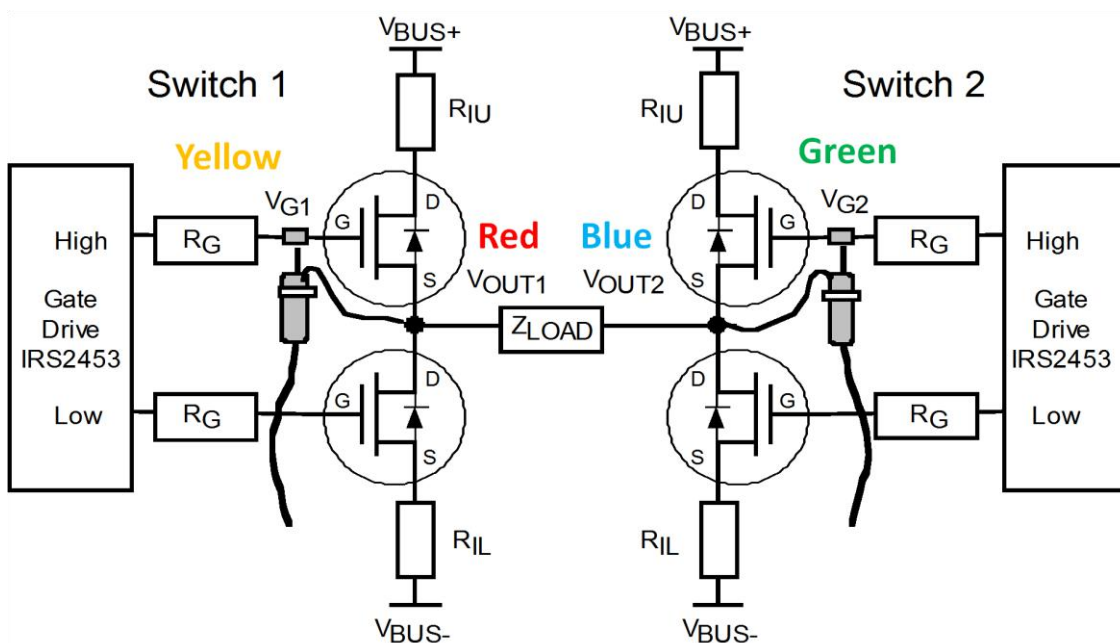 VBUS+
VBUS+
Switch 1
Switch 2
RIU
RIU
Yellow
Green
VG1
VG2
D
D
High
RG
G
Red
Blue
G
RG
High
S
VOUT1
VOUT2
S
Gate
Drive
IRS2453
ZLOAD
Gate
Drive
IRS2453
D
D
Low
RG
G
G
RG
Low
S
S
RIL
RIL
VBUS-
VBUS-